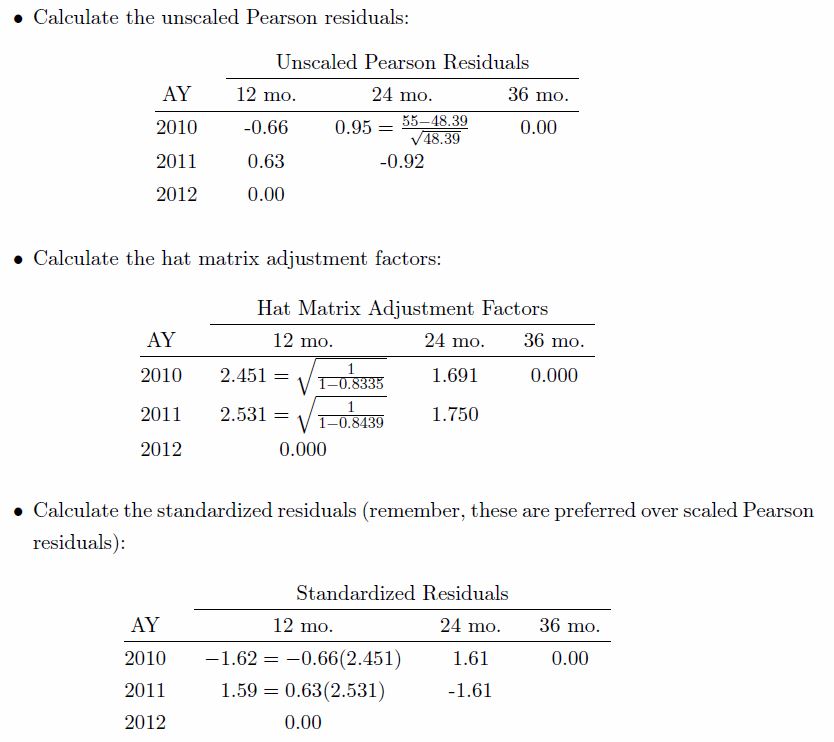 • Calculate the unscaled Pearson residuals:
Unscaled Pearson Residuals
AY 12 mo. 24 mo. 36 mo.
2010 -0.66 0.95 = \frac{55−48.39}{\sqrt{48.39}} 0.00
2011 0.63 -0.92
2012 0.00
• Calculate the hat matrix adjustment factors:
Hat Matrix Adjustment Factors
AY 12 mo. 24 mo. 36 mo.
2010 2.451 = \sqrt{\frac{1}{1−0.8335}} 1.691 0.000
2011 2.531 = \sqrt{\frac{1}{1−0.8439}} 1.750
2012 0.000
• Calculate the standardized residuals (remember, these are preferred over scaled Pearson
residuals):
Standardized Residuals
AY 12 mo. 24 mo. 36 mo.
2010 −1.62 = −0.66(2.451) 1.61 0.00
2011 1.59 = 0.63(2.531) -1.61
2012 0.00